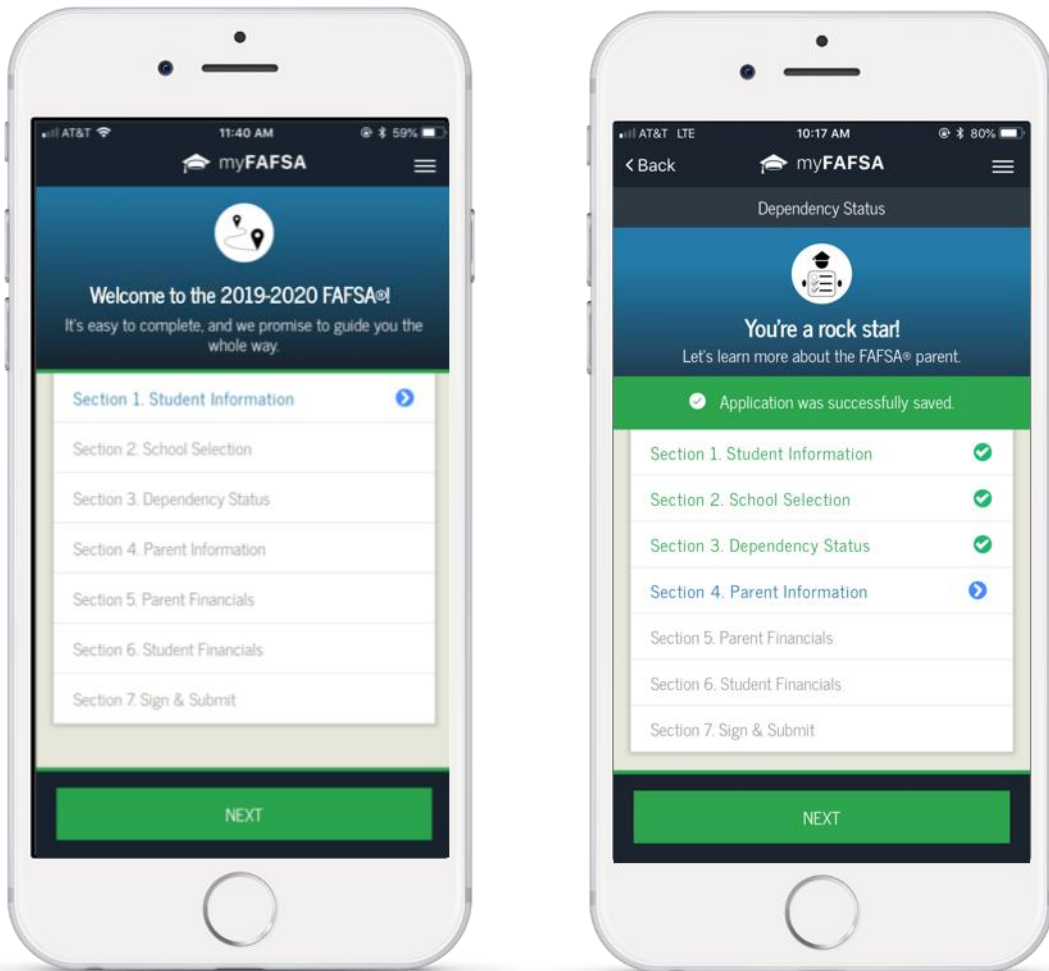 AT&T
11:40 AM
59%
myFAFSA
Welcome to the 2019-2020 FAFSA®!
It's easy to complete, and we promise to guide you the
whole way.
Section 1. Student Information
Section 2. School Selection
Section 3. Dependency Status
Section 4. Parent Information
Section 5. Parent Financials
Section 6. Student Financials
Section 7. Sign & Submit
NEXT
AT&T LTE
10:17 AM
80%
< Back
myFAFSA
Dependency Status
You're a rock star!
Let's learn more about the FAFSA® parent.
Application was successfully saved.
Section 1. Student Information
Section 2. School Selection
Section 3. Dependency Status
Section 4. Parent Information
Section 5. Parent Financials
Section 6. Student Financials
Section 7. Sign & Submit
NEXT